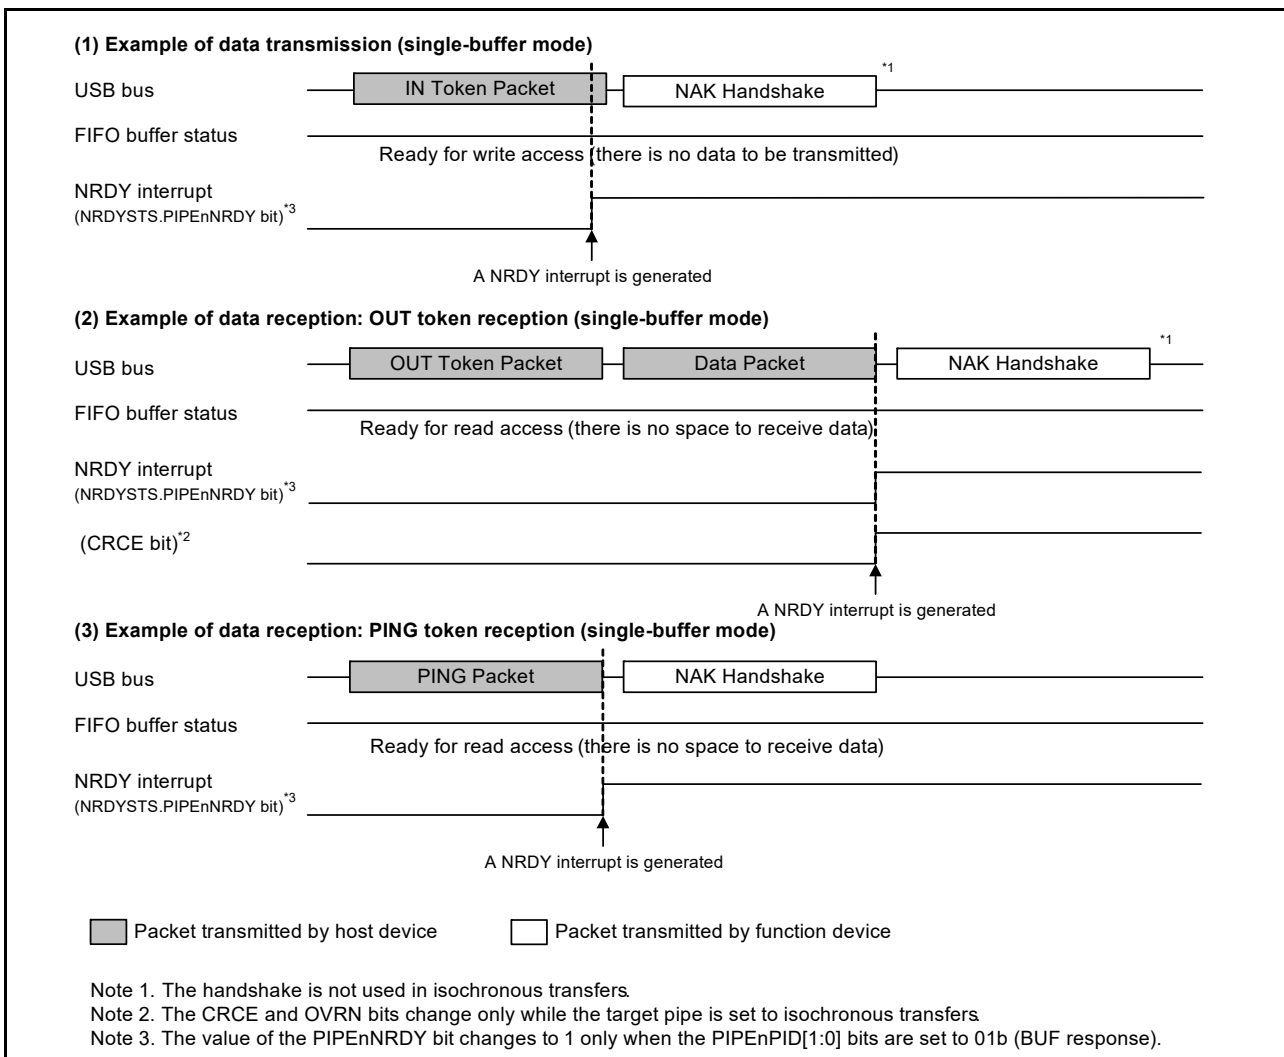 (1) Example of data transmission (single-buffer mode)
USB bus
IN Token Packet
NAK Handshake
*1
FIFO buffer status
Ready for write access (there is no data to be transmitted)
NRDY interrupt
(NRDYSTS.PIPEnNRDY bit)*3
A NRDY interrupt is generated
(2) Example of data reception: OUT token reception (single-buffer mode)
USB bus
OUT Token Packet
Data Packet
NAK Handshake
*1
FIFO buffer status
Ready for read access (there is no space to receive data)
NRDY interrupt
(NRDYSTS.PIPEnNRDY bit)*3
(CRCE bit)*2
A NRDY interrupt is generated
(3) Example of data reception: PING token reception (single-buffer mode)
USB bus
PING Packet
NAK Handshake
FIFO buffer status
Ready for read access (there is no space to receive data)
NRDY interrupt
(NRDYSTS.PIPEnNRDY bit)*3
A NRDY interrupt is generated
Packet transmitted by host device
Packet transmitted by function device
Note 1. The handshake is not used in isochronous transfers.
Note 2. The CRCE and OVRN bits change only while the target pipe is set to isochronous transfers.
Note 3. The value of the PIPEnNRDY bit changes to 1 only when the PIPEnPID[1:0] bits are set to 01b (BUF response).